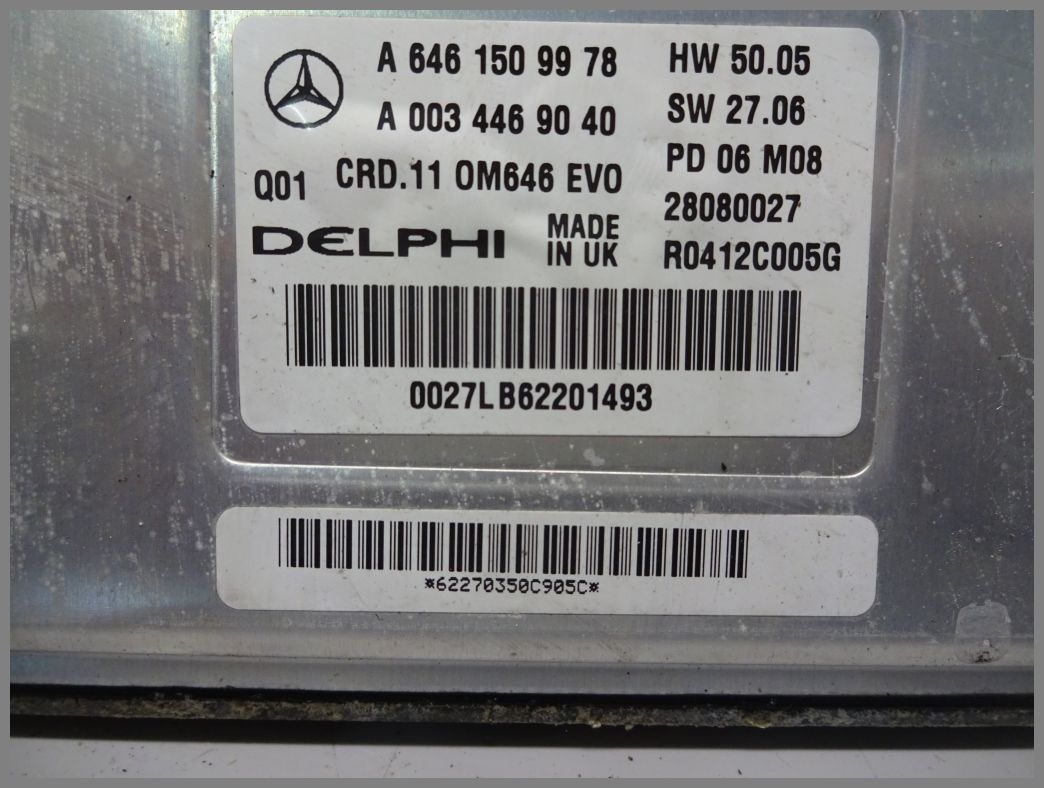 A 646 150 99 78 HW 50.05
A 003 446 90 40 SW 27.06
PD 06 M08
Q01 CRD.11 OM646 EVO
28080027
DELPHI MADE IN UK R0412C005G
0027LB62201493
*62270350C905C*